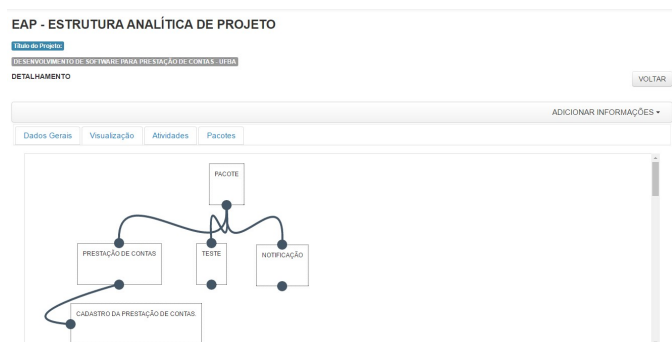 EAP - ESTRUTURA ANALÍTICA DE PROJETO
Título do Projeto:
DESENVOLVIMENTO DE SOFTWARE PARA PRESTAÇÃO DE CONTAS - UFBA
DETALHAMENTO
VOLTAR
ADICIONAR INFORMAÇÕES
Dados Gerais Visualização Atividades Pacotes
PACOTE
PRESTAÇÃO DE CONTAS TESTE NOTIFICAÇÃO
CADASTRO DA PRESTAÇÃO DE CONTAS